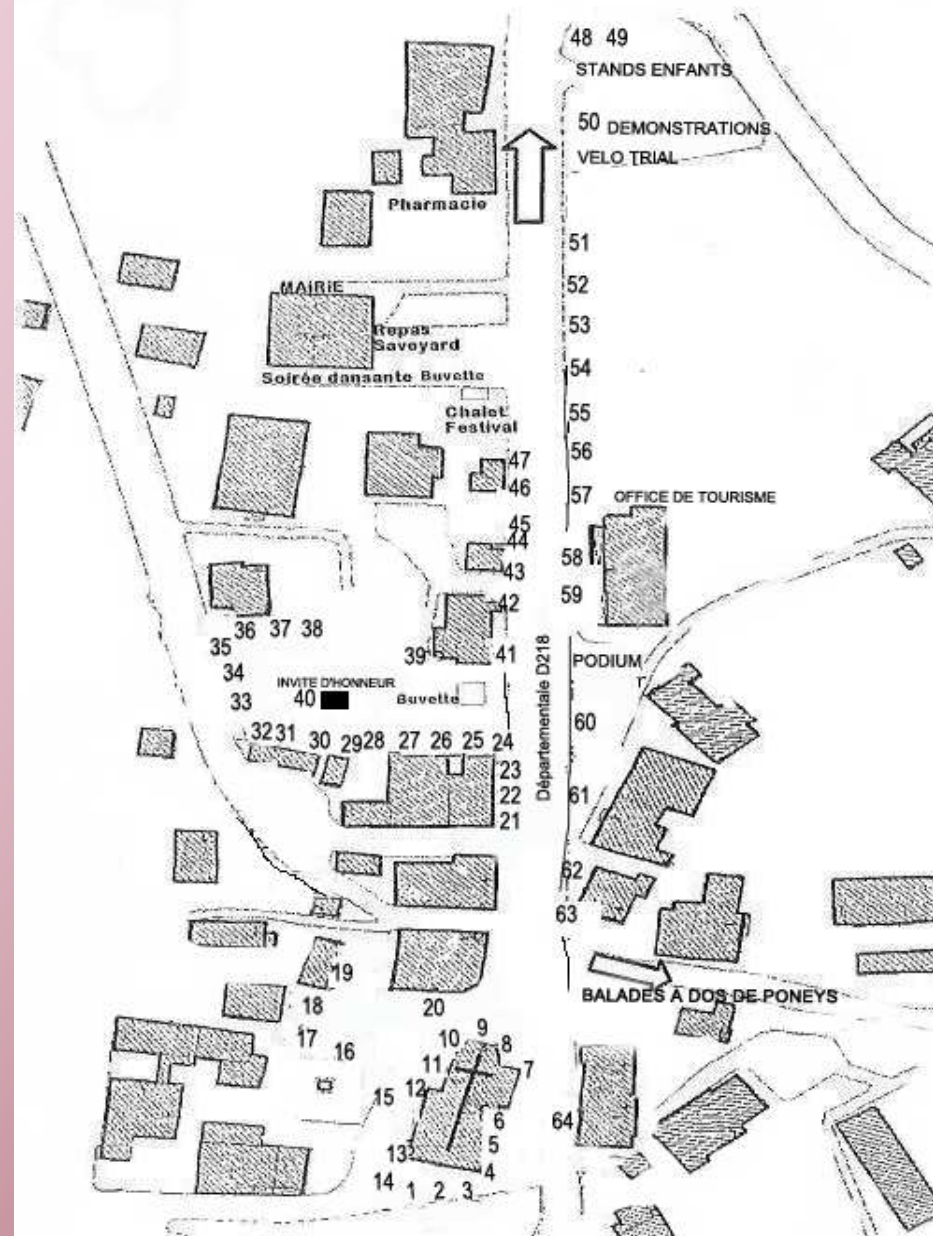 48 49
STANDS ENFANTS
50 DEMONSTRATIONS
VELO TRIAL
Pharmacie
51
52
MAIRIE
53
Repas
Savoyard
54
Soirée dansante Buvette
Chalet
Festival
55
56
47
46
57
OFFICE DE TOURISME
45
44
43
58
42
59
36 37 38
35
39
41
PODIUM
34
INVITE D'HONNEUR
40
33
Buvette
Départementale D218
60
32 31 30 29 28 27 26 25 24
23
22
21
61
62
63
19
BALADES A DOS DE PONEYS
18
20
17
16
9
10
8
11
7
12
15
6
64
5
13
4
14
1 2 3